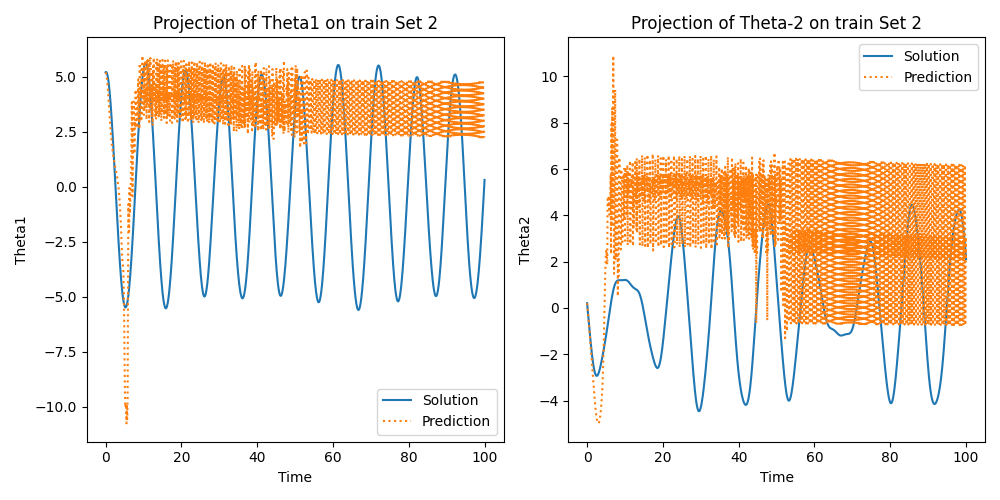 Projection of Theta1 on train Set 2
5.0
2.5
0.0
−2.5
−5.0
−7.5
−10.0
Theta1
0 20 40 60 80 100
Time
Solution
Prediction
Projection of Theta-2 on train Set 2
10
8
6
4
2
0
−2
−4
Theta2
0 20 40 60 80 100
Time
Solution
Prediction